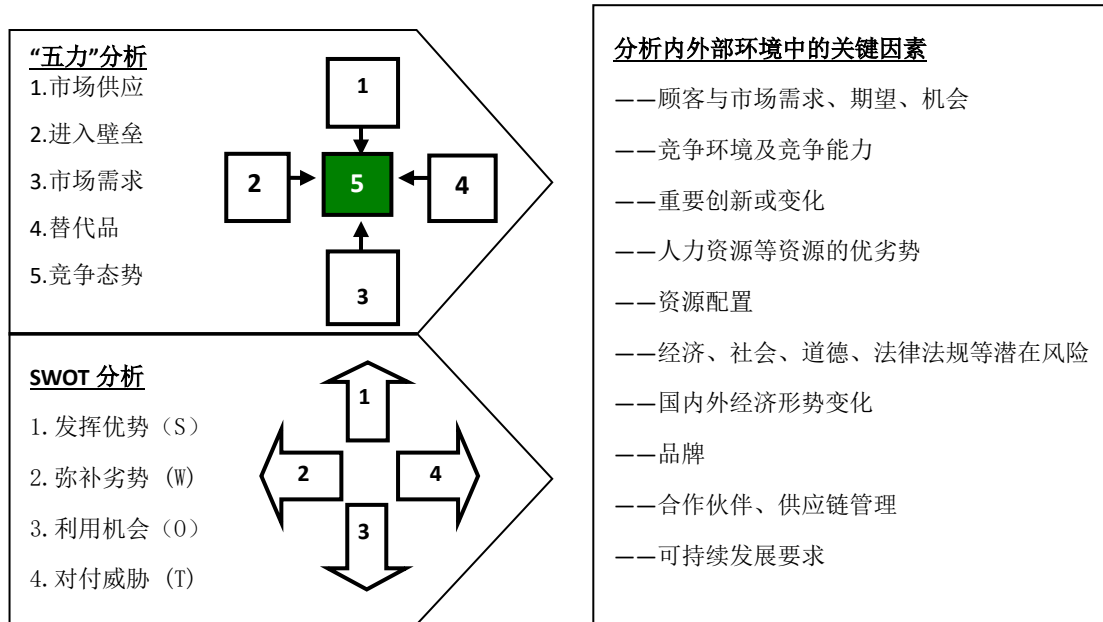 “五力”分析
1.市场供应
2.进入壁垒
3.市场需求
4.替代品
5.竞争态势
1
2
5
4
3
SWOT 分析
1.发挥优势（S）
2.弥补劣势 (W)
3.利用机会（O）
4.对付威胁 (T)
1
2
4
3
分析内外部环境中的关键因素
——顾客与市场需求、期望、机会
——竞争环境及竞争能力
——重要创新或变化
——人力资源等资源的优劣势
——资源配置
——经济、社会、道德、法律法规等潜在风险
——国内外经济形势变化
——品牌
——合作伙伴、供应链管理
——可持续发展要求